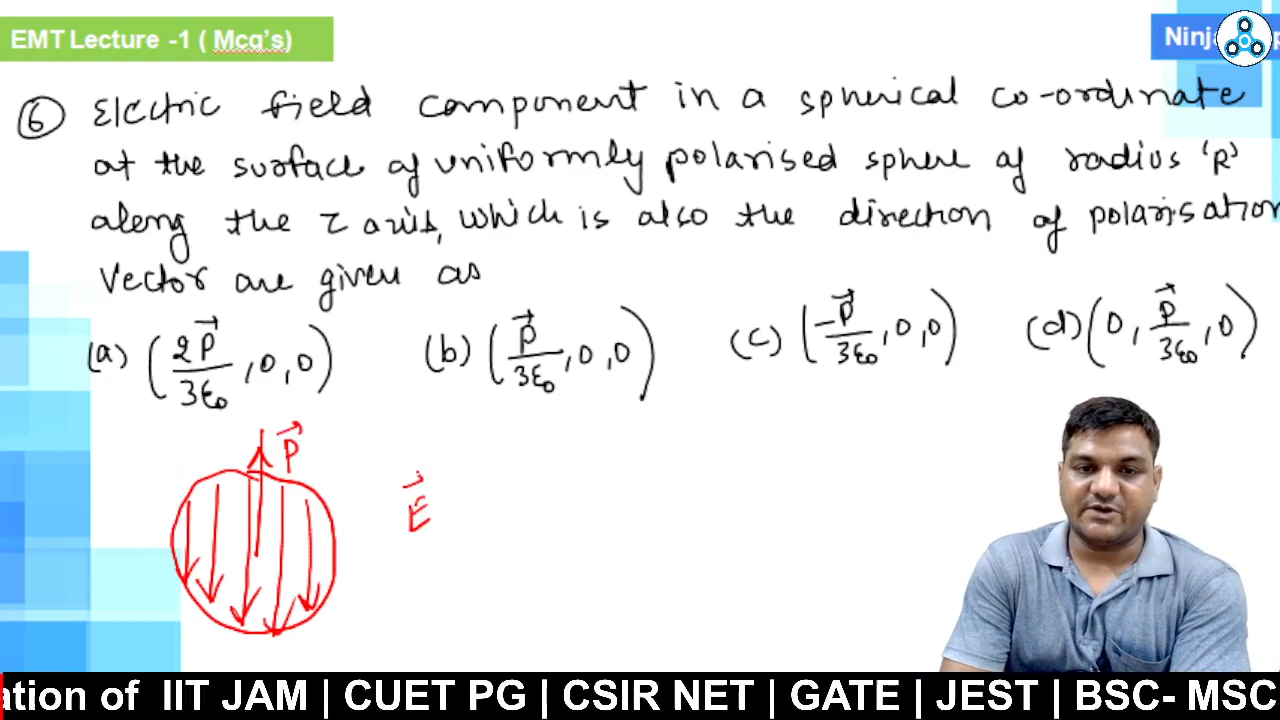 EMT Lecture -1 ( Mcq's)
Ninj
⑥ Electric field component in a spherical co-ordinate
at the surface of uniformly polarised sphere of radius 'R'
along the z axis, which is also the direction of polarisation
vector are given as
(a) (2P⃗/3ε₀, 0, 0) (b) (P⃗/3ε₀, 0, 0) (c) (-P⃗/3ε₀, 0, 0) (d) (0, P⃗/3ε₀, 0)
P⃗
E⃗
ation of IIT JAM | CUET PG | CSIR NET | GATE | JEST | BSC- MSC